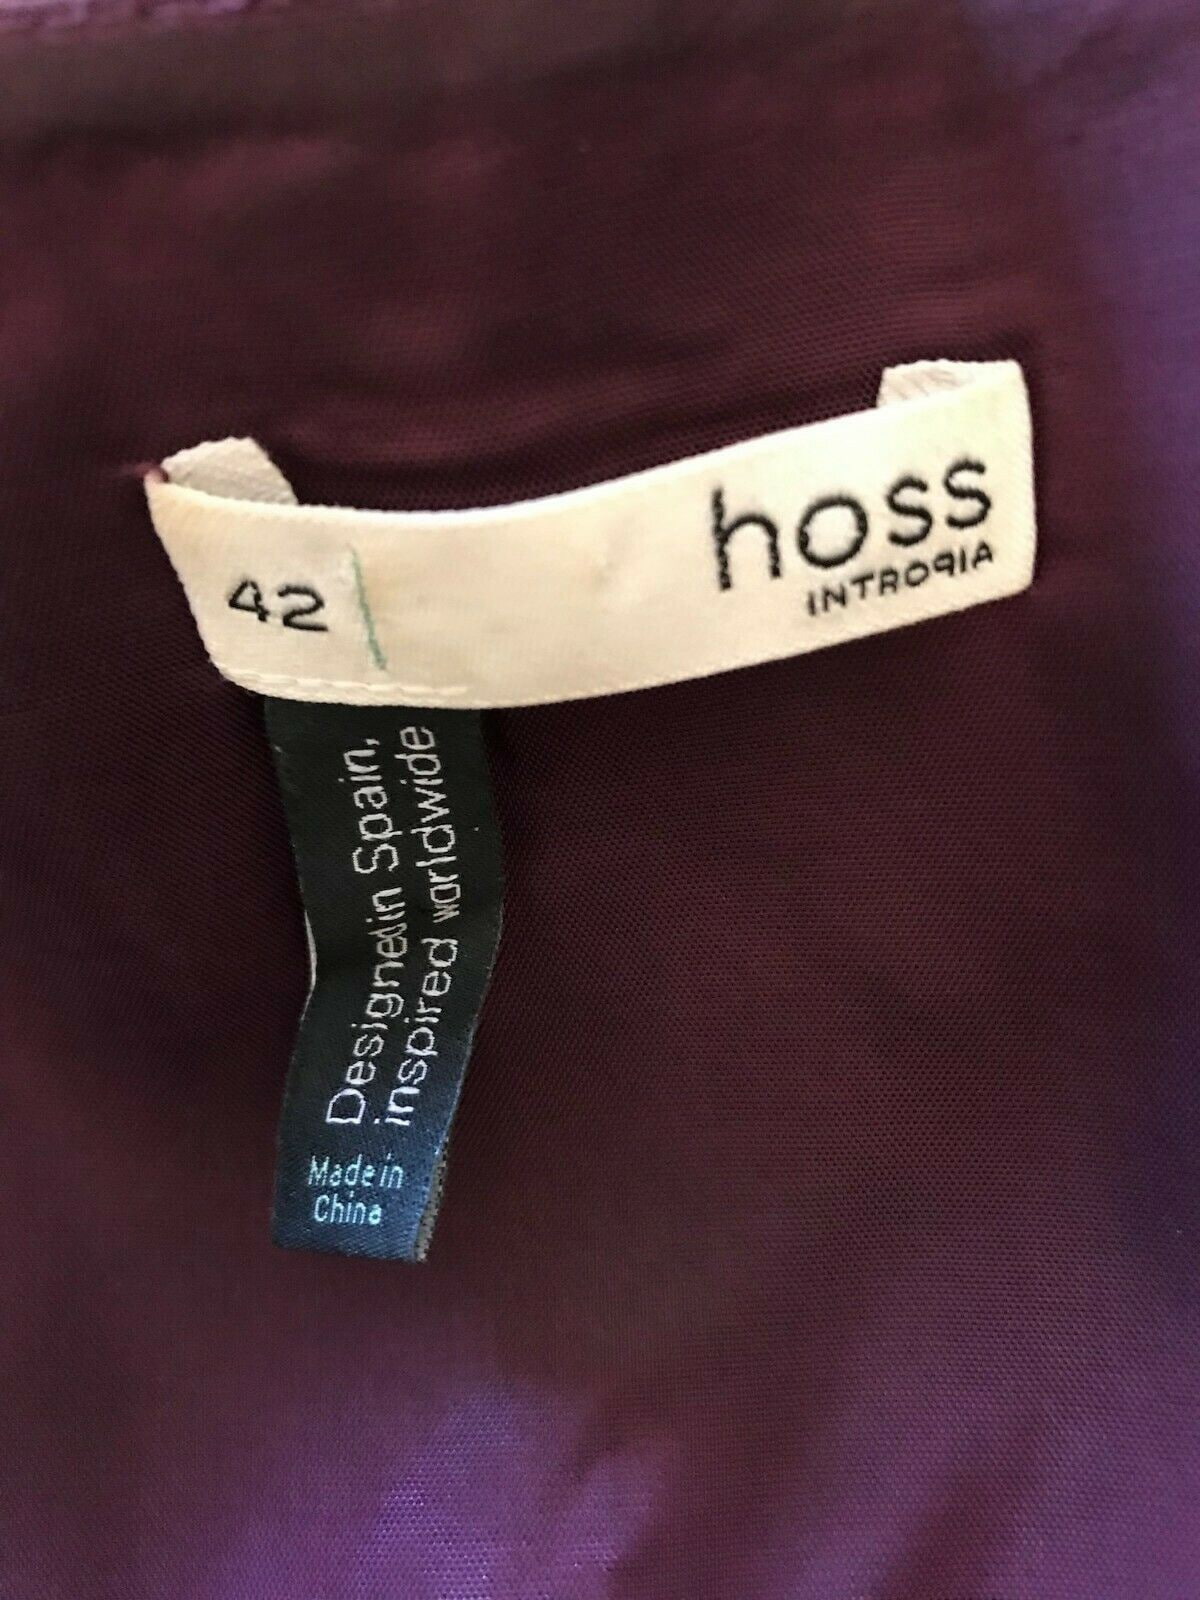 42
hoss
INTROPIA
Designed in Spain,
inspired worldwide
Made in
China